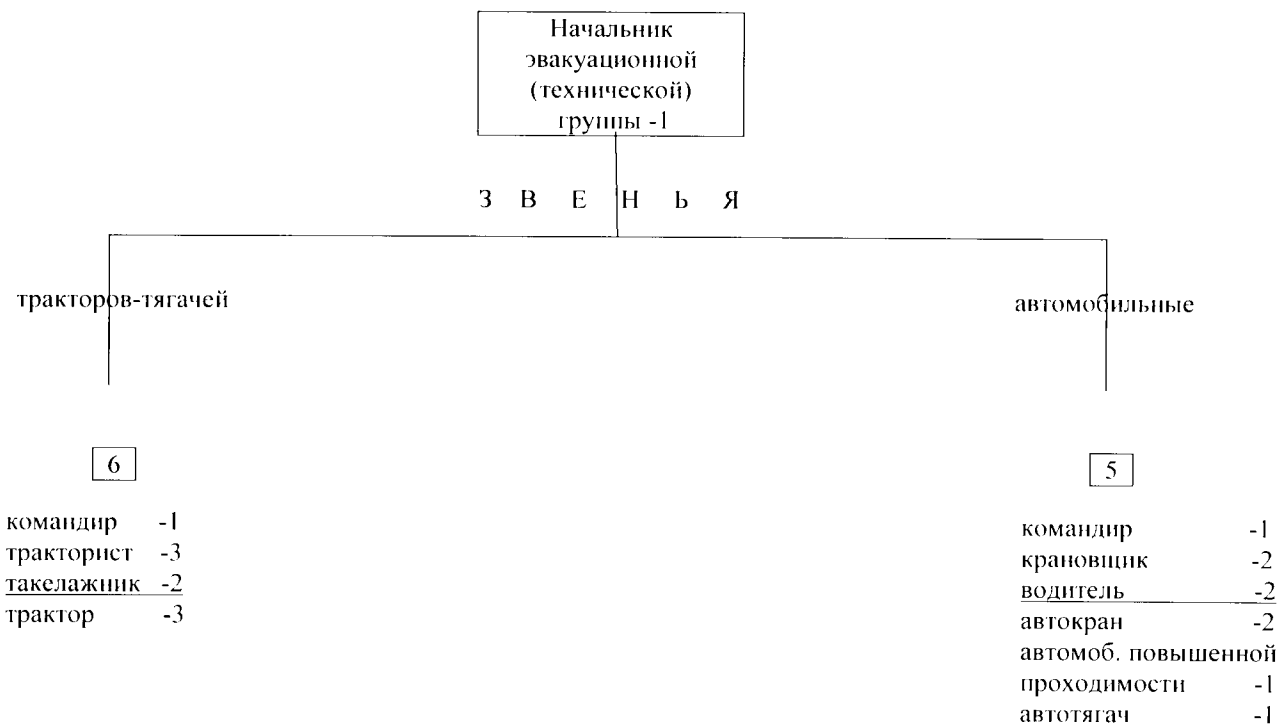 Начальник
эвакуационной
(технической)
группы -1
З В Е Н Ь Я
тракторов-тягачей
автомобильные
6
командир -1
тракторист -3
такелажник -2
трактор -3
5
командир -1
крановщик -2
водитель -2
автокран -2
автомоб. повышенной
проходимости -1
автотягач -1